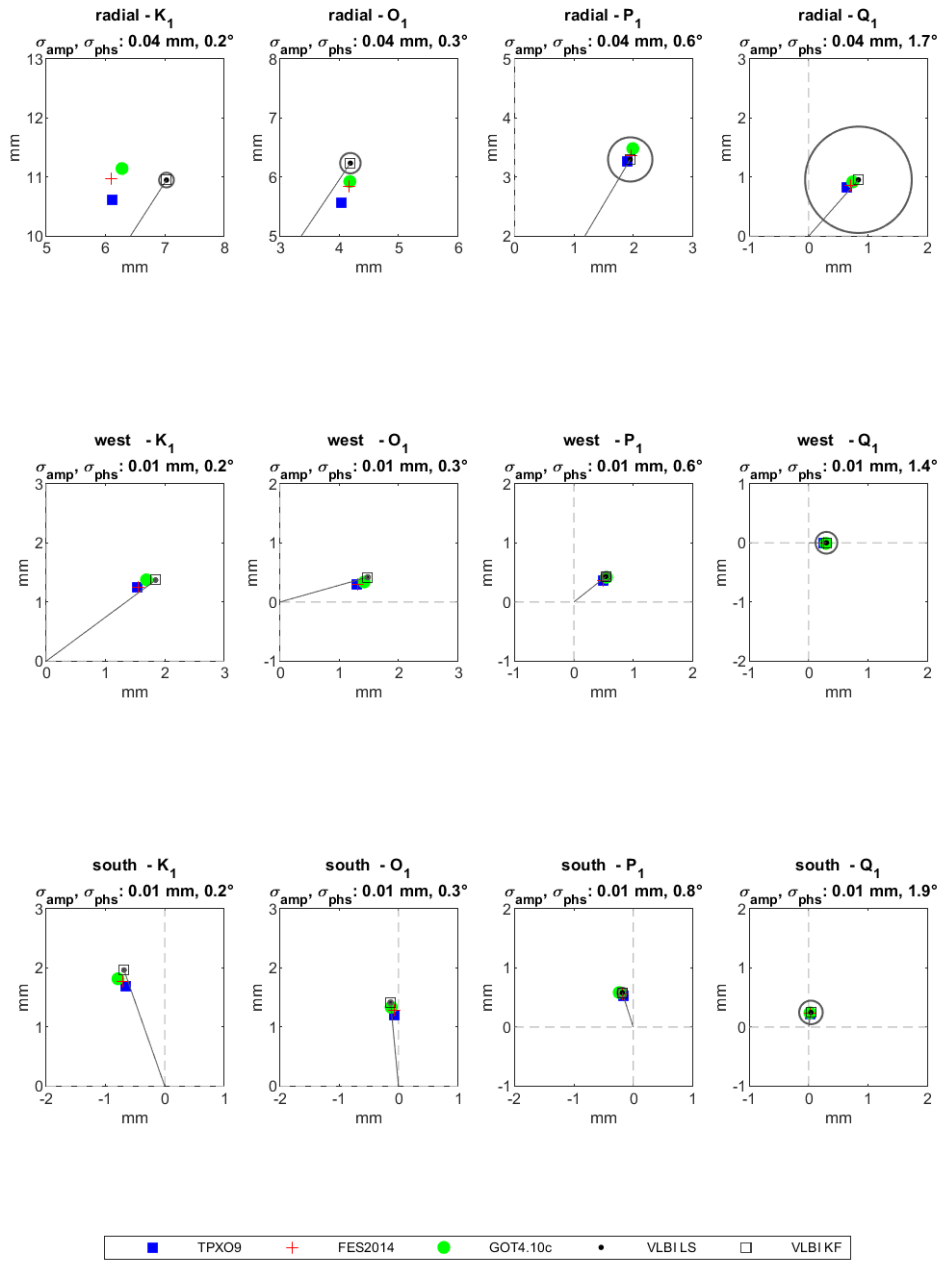 radial - K1
σamp, σphs: 0.04 mm, 0.2°
13
12
mm
11
10
5 6 7 8
mm
radial - O1
σamp, σphs: 0.04 mm, 0.3°
8
7
mm
6
5
3 4 5 6
mm
radial - P1
σamp, σphs: 0.04 mm, 0.6°
5
4
mm
3
2
0 1 2 3
mm
radial - Q1
σamp, σphs: 0.04 mm, 1.7°
3
2
mm
1
0
-1 0 1 2
mm
west - K1
σamp, σphs: 0.01 mm, 0.2°
3
2
mm
1
0
0 1 2 3
mm
west - O1
σamp, σphs: 0.01 mm, 0.3°
2
1
mm
0
-1
0 1 2 3
mm
west - P1
σamp, σphs: 0.01 mm, 0.6°
2
1
mm
0
-1
-1 0 1 2
mm
west - Q1
σamp, σphs: 0.01 mm, 1.4°
1
0
mm
-1
-2
-1 0 1 2
mm
south - K1
σamp, σphs: 0.01 mm, 0.2°
3
2
mm
1
0
-2 -1 0 1
mm
south - O1
σamp, σphs: 0.01 mm, 0.3°
3
2
mm
1
0
-2 -1 0 1
mm
south - P1
σamp, σphs: 0.01 mm, 0.8°
2
1
mm
0
-1
-2 -1 0 1
mm
south - Q1
σamp, σphs: 0.01 mm, 1.9°
2
1
mm
0
-1
-1 0 1 2
mm
TPXO9 FES2014 GOT4.10c VLBI LS VLBI KF